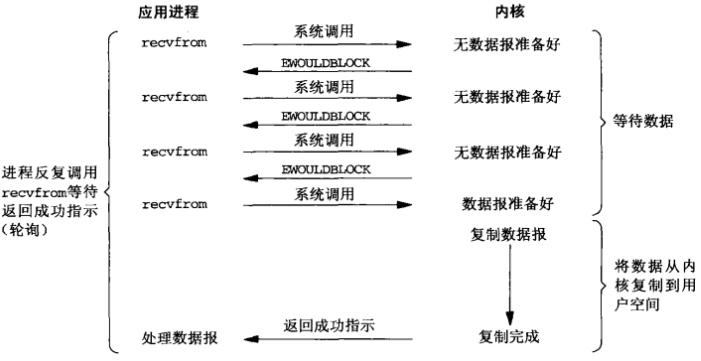 应用进程 内核
系统调用
recvfrom 无数据报准备好
EWOULDBLOCK
系统调用
recvfrom 无数据报准备好
EWOULDBLOCK
等待数据
系统调用
recvfrom 无数据报准备好
EWOULDBLOCK
进程反复调用
recvfrom等待
返回成功指示
(轮询)
系统调用
recvfrom 数据报准备好
复制数据报
将数据从内
核复制到用
户空间
返回成功指示
处理数据报 复制完成